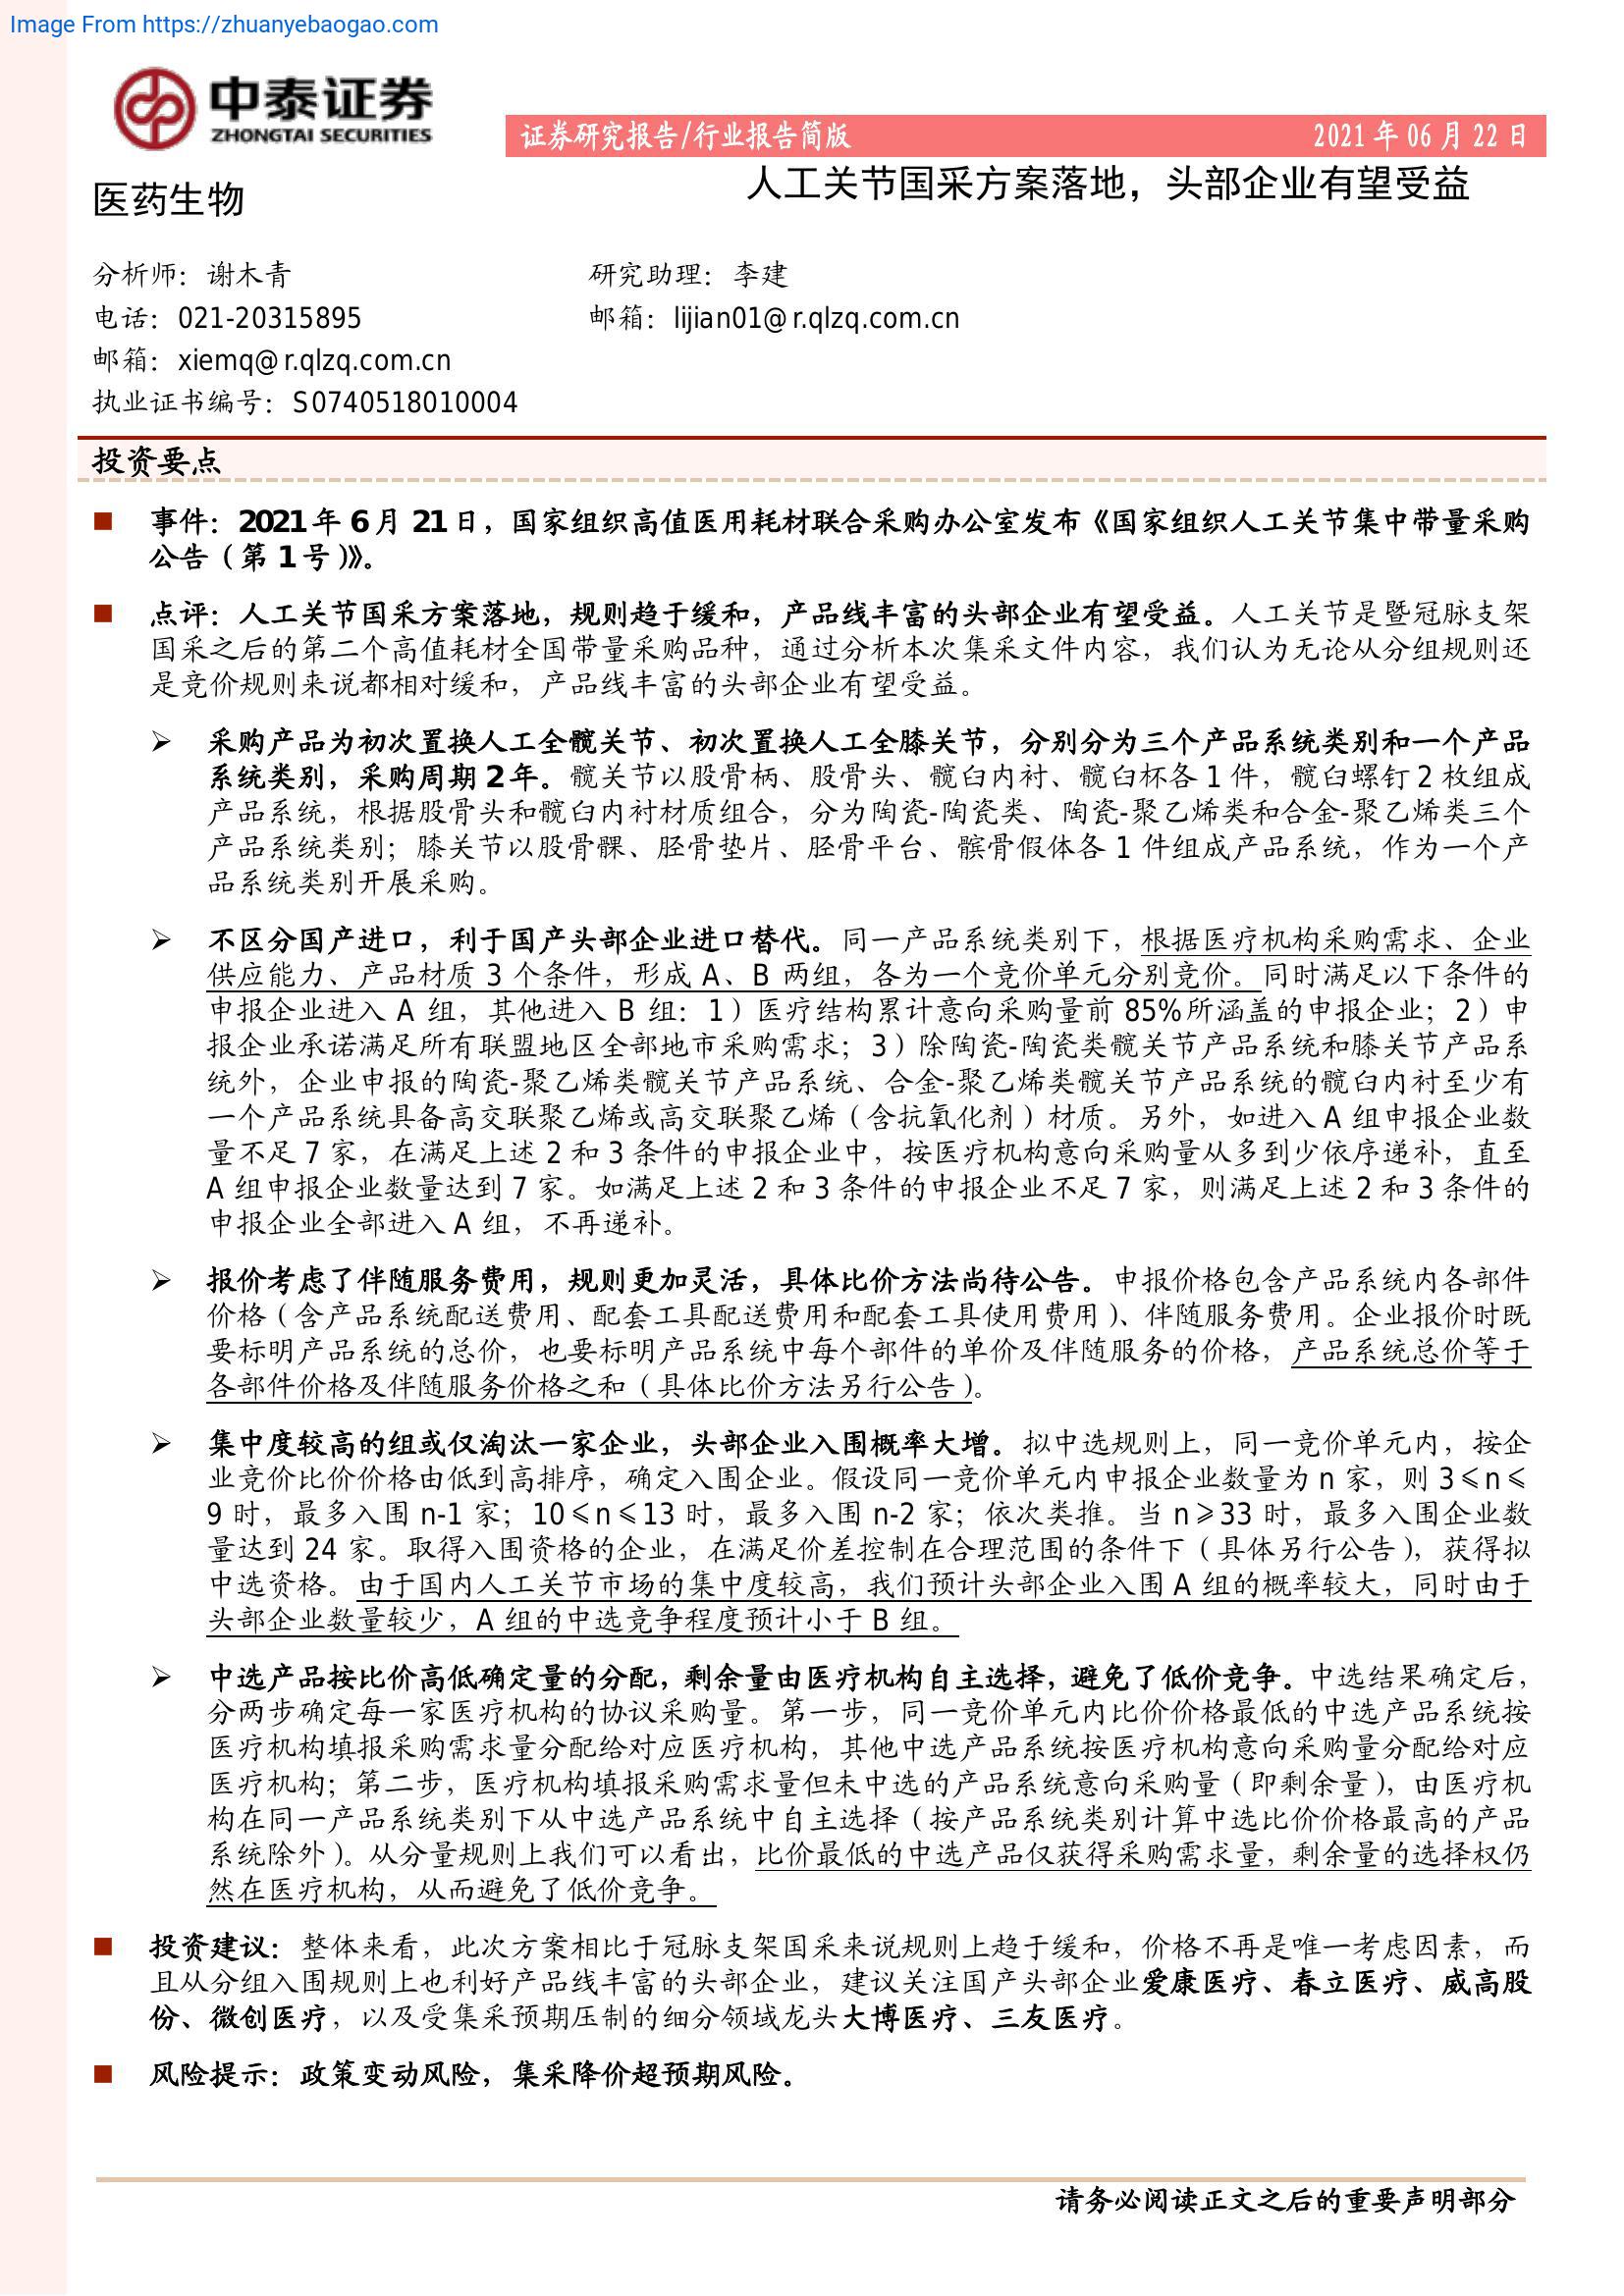 Image From https://zhuanyebaogao.com
中泰证券
ZHONGTAI SECURITIES
证券研究报告/行业报告简版 2021 年 06 月 22 日
医药生物
人工关节国采方案落地，头部企业有望受益
分析师：谢木青 研究助理：李建
电话：021-20315895 邮箱：lijian01@r.qlzq.com.cn
邮箱：xiemq@r.qlzq.com.cn
执业证书编号：S0740518010004
投资要点
■ 事件：2021 年 6 月 21 日，国家组织高值医用耗材联合采购办公室发布《国家组织人工关节集中带量采购
公告（第 1 号）》。
■ 点评：人工关节国采方案落地，规则趋于缓和，产品线丰富的头部企业有望受益。人工关节是暨冠脉支架
国采之后的第二个高值耗材全国带量采购品种，通过分析本次集采文件内容，我们认为无论从分组规则还
是竞价规则来说都相对缓和，产品线丰富的头部企业有望受益。
➢ 采购产品为初次置换人工全髋关节、初次置换人工全膝关节，分别分为三个产品系统类别和一个产品
系统类别，采购周期 2 年。髋关节以股骨柄、股骨头、髋臼内衬、髋臼杯各 1 件，髋臼螺钉 2 枚组成
产品系统，根据股骨头和髋臼内衬材质组合，分为陶瓷-陶瓷类、陶瓷-聚乙烯类和合金-聚乙烯类三个
产品系统类别；膝关节以股骨髁、胫骨垫片、胫骨平台、髌骨假体各 1 件组成产品系统，作为一个产
品系统类别开展采购。
➢ 不区分国产进口，利于国产头部企业进口替代。同一产品系统类别下，根据医疗机构采购需求、企业
供应能力、产品材质 3 个条件，形成 A、B 两组，各为一个竞价单元分别竞价。同时满足以下条件的
申报企业进入 A 组，其他进入 B 组：1）医疗结构累计意向采购量前 85%所涵盖的申报企业；2）申
报企业承诺满足所有联盟地区全部地市采购需求；3）除陶瓷-陶瓷类髋关节产品系统和膝关节产品系
统外，企业申报的陶瓷-聚乙烯类髋关节产品系统、合金-聚乙烯类髋关节产品系统的髋臼内衬至少有
一个产品系统具备高交联聚乙烯或高交联聚乙烯（含抗氧化剂）材质。另外，如进入 A 组申报企业数
量不足 7 家，在满足上述 2 和 3 条件的申报企业中，按医疗机构意向采购量从多到少依序递补，直至
A 组申报企业数量达到 7 家。如满足上述 2 和 3 条件的申报企业不足 7 家，则满足上述 2 和 3 条件的
申报企业全部进入 A 组，不再递补。
➢ 报价考虑了伴随服务费用，规则更加灵活，具体比价方法尚待公告。申报价格包含产品系统内各部件
价格（含产品系统配送费用、配套工具配送费用和配套工具使用费用）、伴随服务费用。企业报价时既
要标明产品系统的总价，也要标明产品系统中每个部件的单价及伴随服务的价格，产品系统总价等于
各部件价格及伴随服务价格之和（具体比价方法另行公告）。
➢ 集中度较高的组或仅淘汰一家企业，头部企业入围概率大增。拟中选规则上，同一竞价单元内，按企
业竞价比价价格由低到高排序，确定入围企业。假设同一竞价单元内申报企业数量为 n 家，则 3≤n≤
9 时，最多入围 n-1 家；10≤n≤13 时，最多入围 n-2 家；依次类推。当 n≥33 时，最多入围企业数
量达到 24 家。取得入围资格的企业，在满足价差控制在合理范围的条件下（具体另行公告），获得拟
中选资格。由于国内人工关节市场的集中度较高，我们预计头部企业入围 A 组的概率较大，同时由于
头部企业数量较少，A 组的中选竞争程度预计小于 B 组。
➢ 中选产品按比价高低确定量的分配，剩余量由医疗机构自主选择，避免了低价竞争。中选结果确定后，
分两步确定每一家医疗机构的协议采购量。第一步，同一竞价单元内比价价格最低的中选产品系统按
医疗机构填报采购需求量分配给对应医疗机构，其他中选产品系统按医疗机构意向采购量分配给对应
医疗机构；第二步，医疗机构填报采购需求量但未中选的产品系统意向采购量（即剩余量），由医疗机
构在同一产品系统类别下从中选产品系统中自主选择（按产品系统类别计算中选比价价格最高的产品
系统除外）。从分量规则上我们可以看出，比价最低的中选产品仅获得采购需求量，剩余量的选择权仍
然在医疗机构，从而避免了低价竞争。
■ 投资建议：整体来看，此次方案相比于冠脉支架国采来说规则上趋于缓和，价格不再是唯一考虑因素，而
且从分组入围规则上也利好产品线丰富的头部企业，建议关注国产头部企业爱康医疗、春立医疗、威高股
份、微创医疗，以及受集采预期压制的细分领域龙头大博医疗、三友医疗。
■ 风险提示：政策变动风险，集采降价超预期风险。
请务必阅读正文之后的重要声明部分